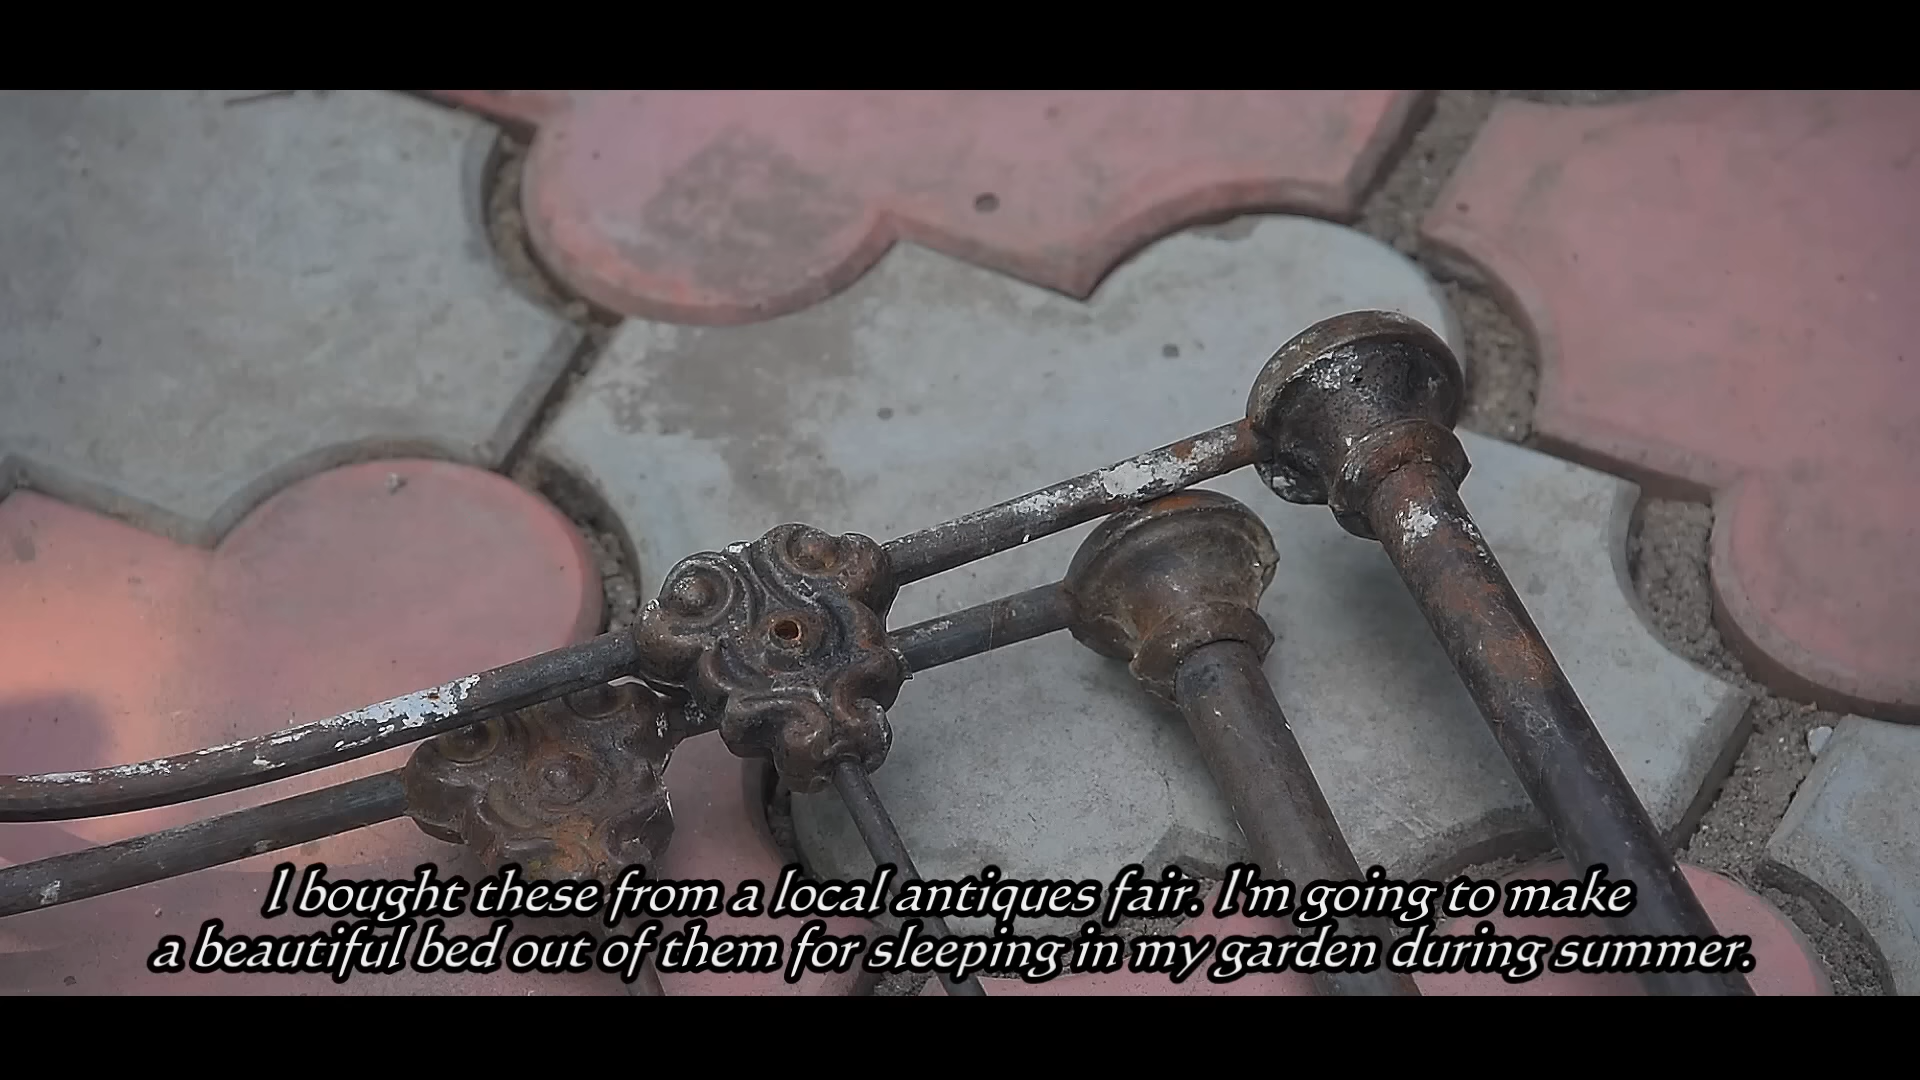 I bought these from a local antiques fair. I'm going to make
a beautiful bed out of them for sleeping in my garden during summer.